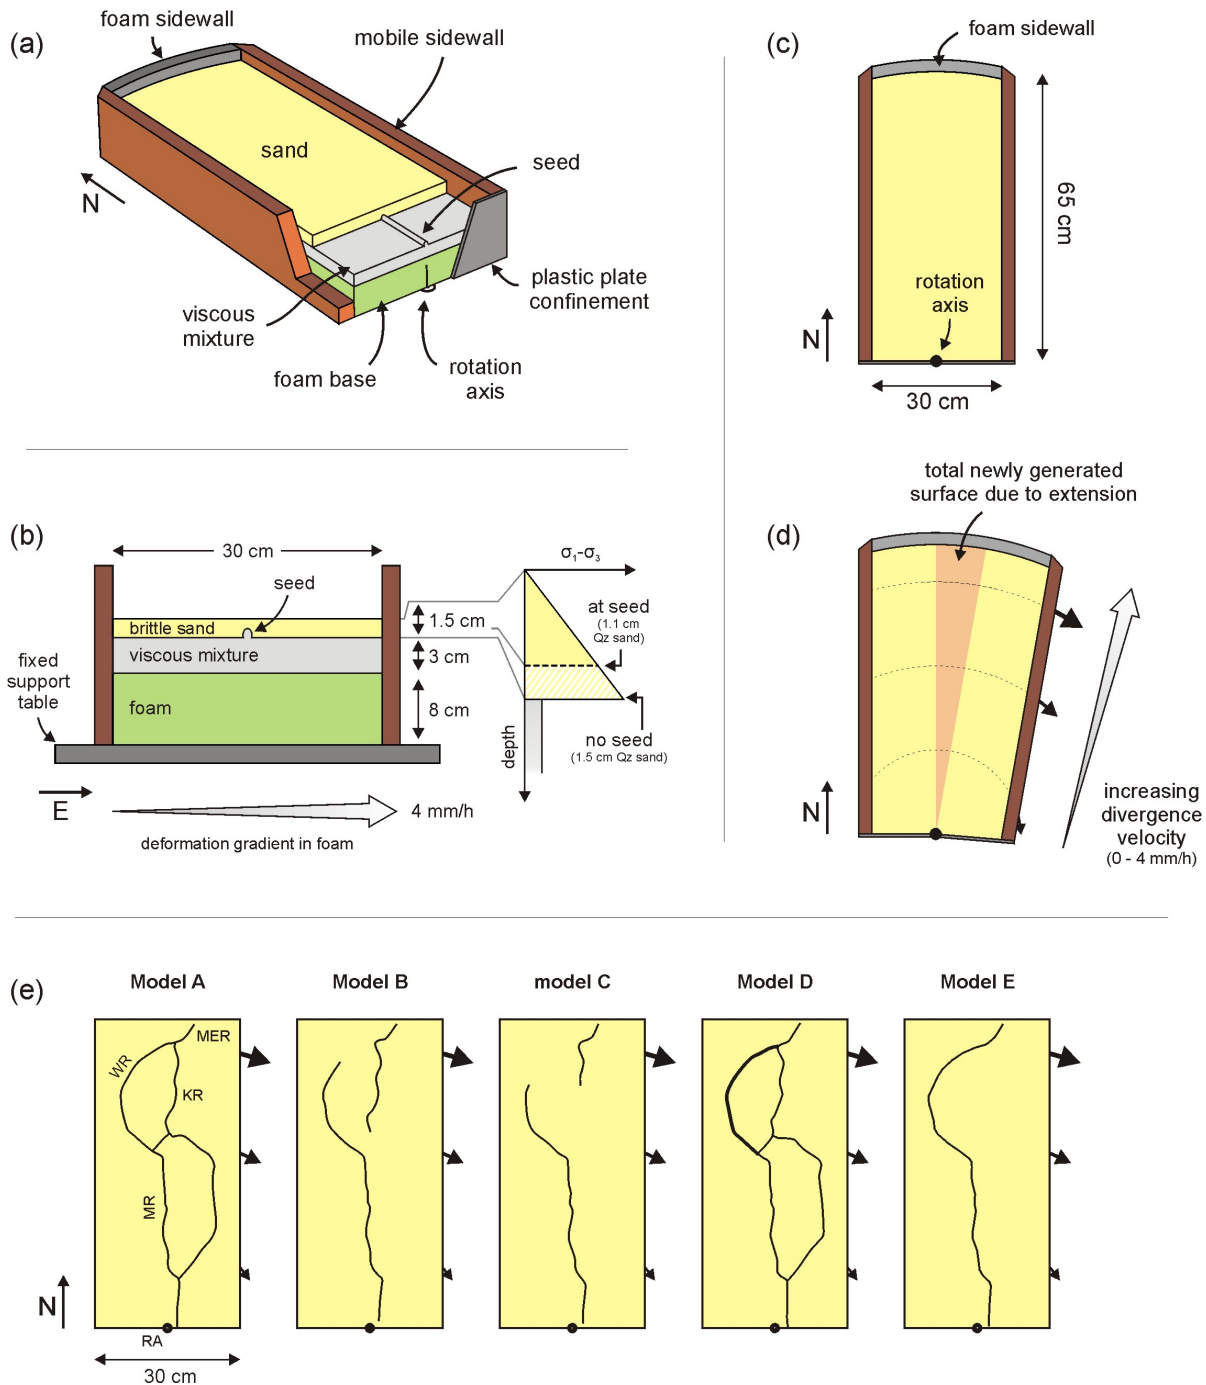 (a)
foam sidewall
mobile sidewall
sand
seed
N
viscous
mixture
foam base
rotation
axis
plastic plate
confinement
(b)
30 cm
seed
brittle sand
viscous mixture
foam
fixed
support
table
1.5 cm
3 cm
8 cm
σ1-σ3
at seed
(1.1 cm
Qz sand)
no seed
(1.5 cm Qz sand)
depth
E
4 mm/h
deformation gradient in foam
(c)
foam sidewall
65 cm
rotation
axis
N
30 cm
(d)
total newly generated
surface due to extension
N
increasing
divergence
velocity
(0 - 4 mm/h)
(e)
Model A
Model B
model C
Model D
Model E
MER
WR
KR
MR
N
RA
30 cm